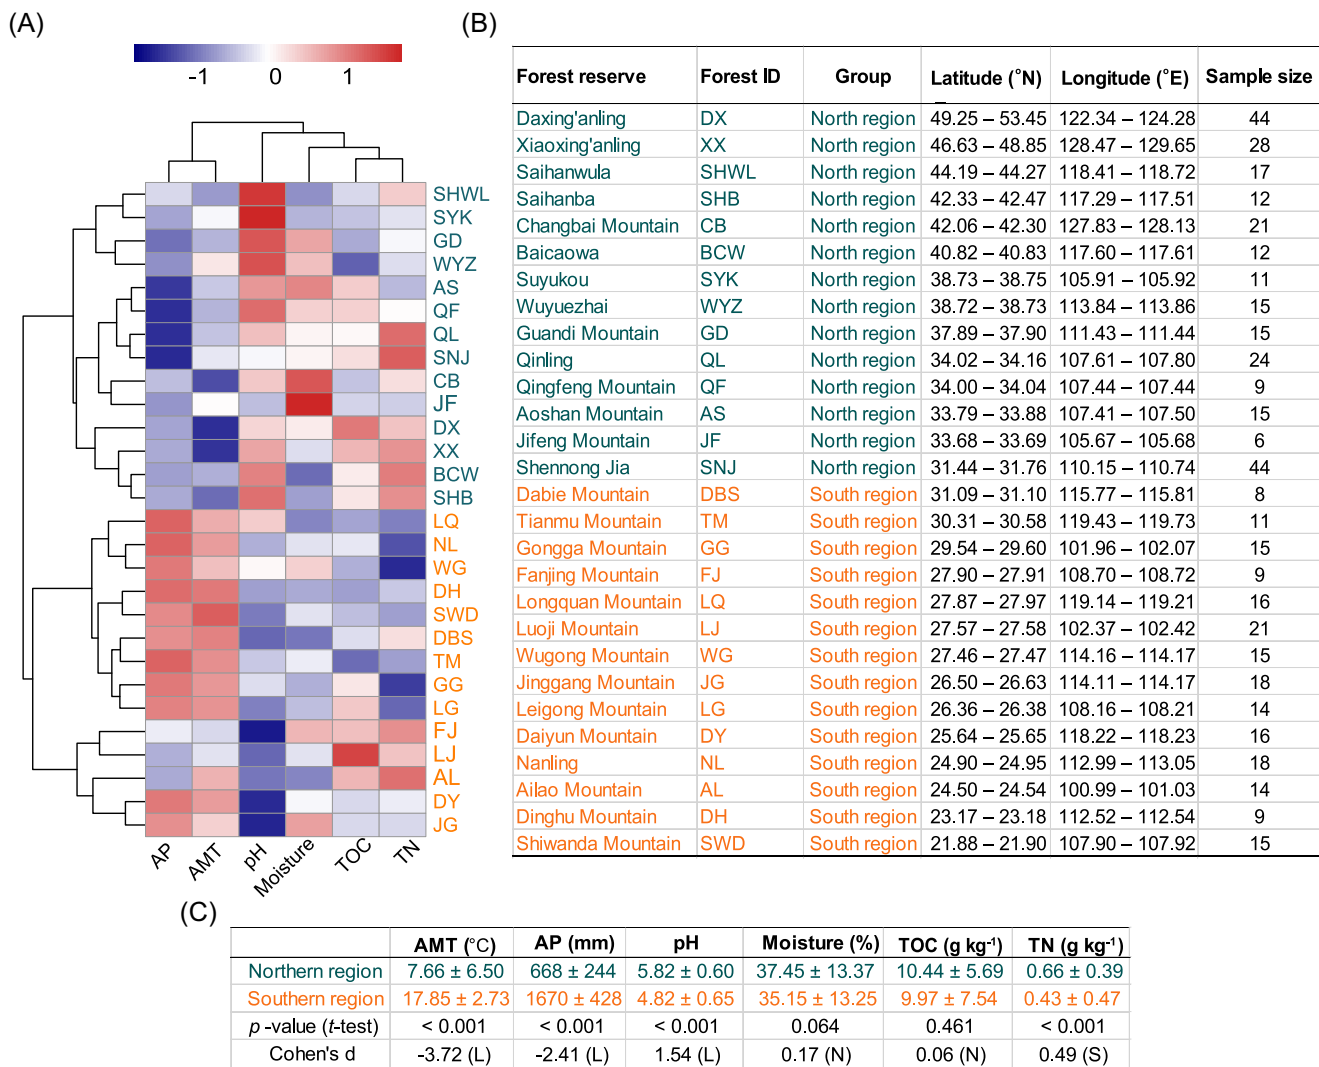 (A)
-1 0 1
SHWL
SYK
GD
WYZ
AS
QF
QL
SNJ
CB
JF
DX
XX
BCW
SHB
LQ
NL
WG
DH
SWD
DBS
TM
GG
LG
FJ
LJ
AL
DY
JG
AP AMT pH Moisture TOC TN
(B)
Forest reserve Forest ID Group Latitude (°N) Longitude (°E) Sample size
Daxing'anling DX North region 49.25 – 53.45 122.34 – 124.28 44
Xiaoxing'anling XX North region 46.63 – 48.85 128.47 – 129.65 28
Saihanwula SHWL North region 44.19 – 44.27 118.41 – 118.72 17
Saihanba SHB North region 42.33 – 42.47 117.29 – 117.51 12
Changbai Mountain CB North region 42.06 – 42.30 127.83 – 128.13 21
Baicaowa BCW North region 40.82 – 40.83 117.60 – 117.61 12
Suyukou SYK North region 38.73 – 38.75 105.91 – 105.92 11
Wuyuezhai WYZ North region 38.72 – 38.73 113.84 – 113.86 15
Guandi Mountain GD North region 37.89 – 37.90 111.43 – 111.44 15
Qinling QL North region 34.02 – 34.16 107.61 – 107.80 24
Qingfeng Mountain QF North region 34.00 – 34.04 107.44 – 107.44 9
Aoshan Mountain AS North region 33.79 – 33.88 107.41 – 107.50 15
Jifeng Mountain JF North region 33.68 – 33.69 105.67 – 105.68 6
Shennong Jia SNJ North region 31.44 – 31.76 110.15 – 110.74 44
Dabie Mountain DBS South region 31.09 – 31.10 115.77 – 115.81 8
Tianmu Mountain TM South region 30.31 – 30.58 119.43 – 119.73 11
Gongga Mountain GG South region 29.54 – 29.60 101.96 – 102.07 15
Fanjing Mountain FJ South region 27.90 – 27.91 108.70 – 108.72 9
Longquan Mountain LQ South region 27.87 – 27.97 119.14 – 119.21 16
Luoji Mountain LJ South region 27.57 – 27.58 102.37 – 102.42 21
Wugong Mountain WG South region 27.46 – 27.47 114.16 – 114.17 15
Jinggang Mountain JG South region 26.50 – 26.63 114.11 – 114.17 18
Leigong Mountain LG South region 26.36 – 26.38 108.16 – 108.21 14
Daiyun Mountain DY South region 25.64 – 25.65 118.22 – 118.23 16
Nanling NL South region 24.90 – 24.95 112.99 – 113.05 18
Ailao Mountain AL South region 24.50 – 24.54 100.99 – 101.03 14
Dinghu Mountain DH South region 23.17 – 23.18 112.52 – 112.54 9
Shiwanda Mountain SWD South region 21.88 – 21.90 107.90 – 107.92 15
(C)
AMT (°C) AP (mm) pH Moisture (%) TOC (g kg⁻¹) TN (g kg⁻¹)
Northern region 7.66 ± 6.50 668 ± 244 5.82 ± 0.60 37.45 ± 13.37 10.44 ± 5.69 0.66 ± 0.39
Southern region 17.85 ± 2.73 1670 ± 428 4.82 ± 0.65 35.15 ± 13.25 9.97 ± 7.54 0.43 ± 0.47
p -value (t-test) < 0.001 < 0.001 < 0.001 0.064 0.461 < 0.001
Cohen's d -3.72 (L) -2.41 (L) 1.54 (L) 0.17 (N) 0.06 (N) 0.49 (S)